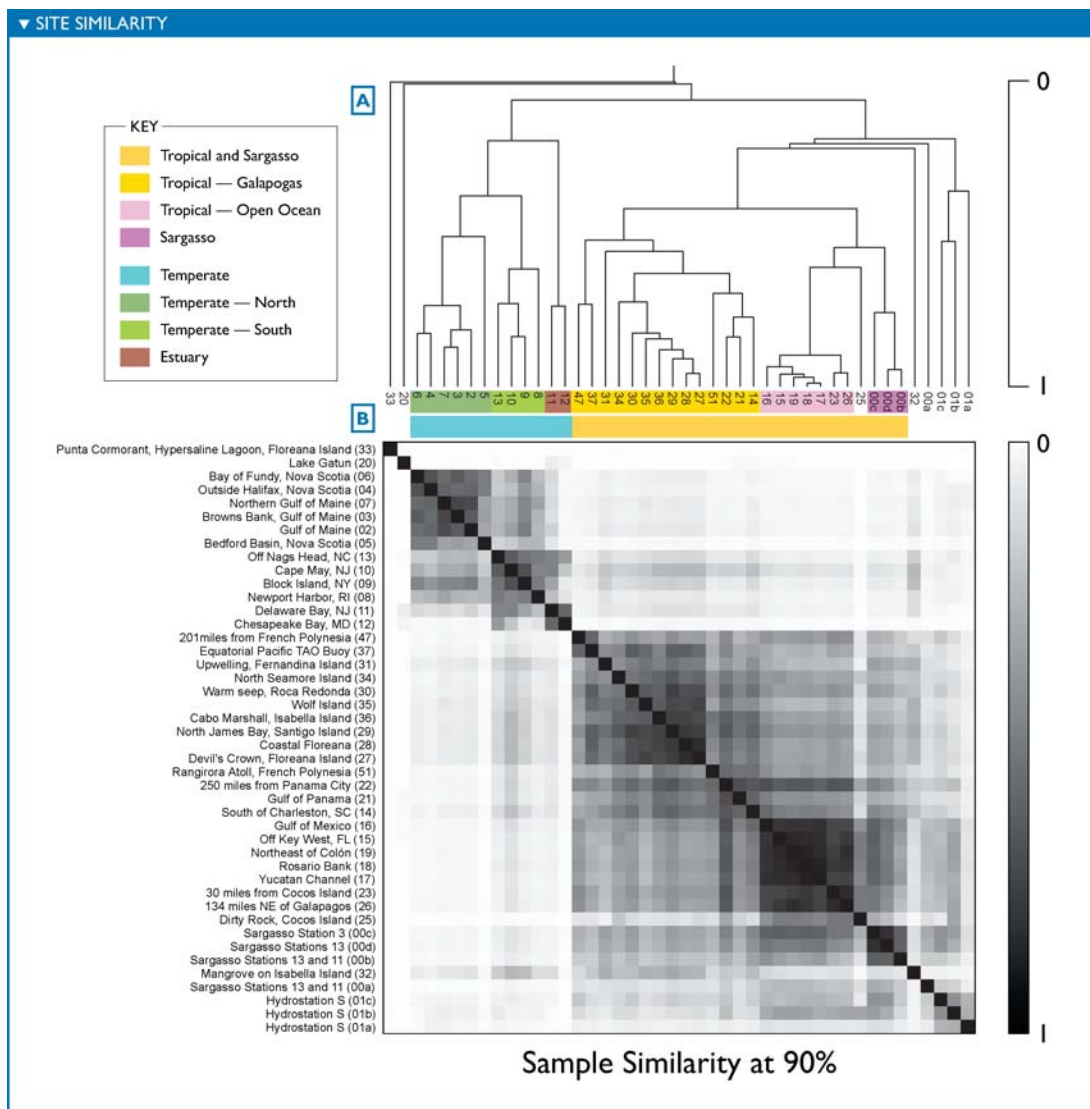 ▼ SITE SIMILARITY
A
0
KEY
Tropical and Sargasso
Tropical — Galapogas
Tropical — Open Ocean
Sargasso
Temperate
Temperate — North
Temperate — South
Estuary
1
33 20 6 4 7 3 2 5 13 10 9 8 11 12 47 37 31 34 30 35 36 29 28 27 51 22 21 14 16 15 19 18 17 23 26 25 00c 00d 00b 32 00a 01c 01b 01a
B
0
Punta Cormorant, Hypersaline Lagoon, Floreana Island (33)
Lake Gatun (20)
Bay of Fundy, Nova Scotia (06)
Outside Halifax, Nova Scotia (04)
Northern Gulf of Maine (07)
Browns Bank, Gulf of Maine (03)
Gulf of Maine (02)
Bedford Basin, Nova Scotia (05)
Off Nags Head, NC (13)
Cape May, NJ (10)
Block Island, NY (09)
Newport Harbor, RI (08)
Delaware Bay, NJ (11)
Chesapeake Bay, MD (12)
201miles from French Polynesia (47)
Equatorial Pacific TAO Buoy (37)
Upwelling, Fernandina Island (31)
North Seamore Island (34)
Warm seep, Roca Redonda (30)
Wolf Island (35)
Cabo Marshall, Isabella Island (36)
North James Bay, Santigo Island (29)
Coastal Floreana (28)
Devil's Crown, Floreana Island (27)
Rangirora Atoll, French Polynesia (51)
250 miles from Panama City (22)
Gulf of Panama (21)
South of Charleston, SC (14)
Gulf of Mexico (16)
Off Key West, FL (15)
Northeast of Colón (19)
Rosario Bank (18)
Yucatan Channel (17)
30 miles from Cocos Island (23)
134 miles NE of Galapagos (26)
Dirty Rock, Cocos Island (25)
Sargasso Station 3 (00c)
Sargasso Stations 13 (00d)
Sargasso Stations 13 and 11 (00b)
Mangrove on Isabella Island (32)
Sargasso Stations 13 and 11 (00a)
Hydrostation S (01c)
Hydrostation S (01b)
Hydrostation S (01a)
1
Sample Similarity at 90%